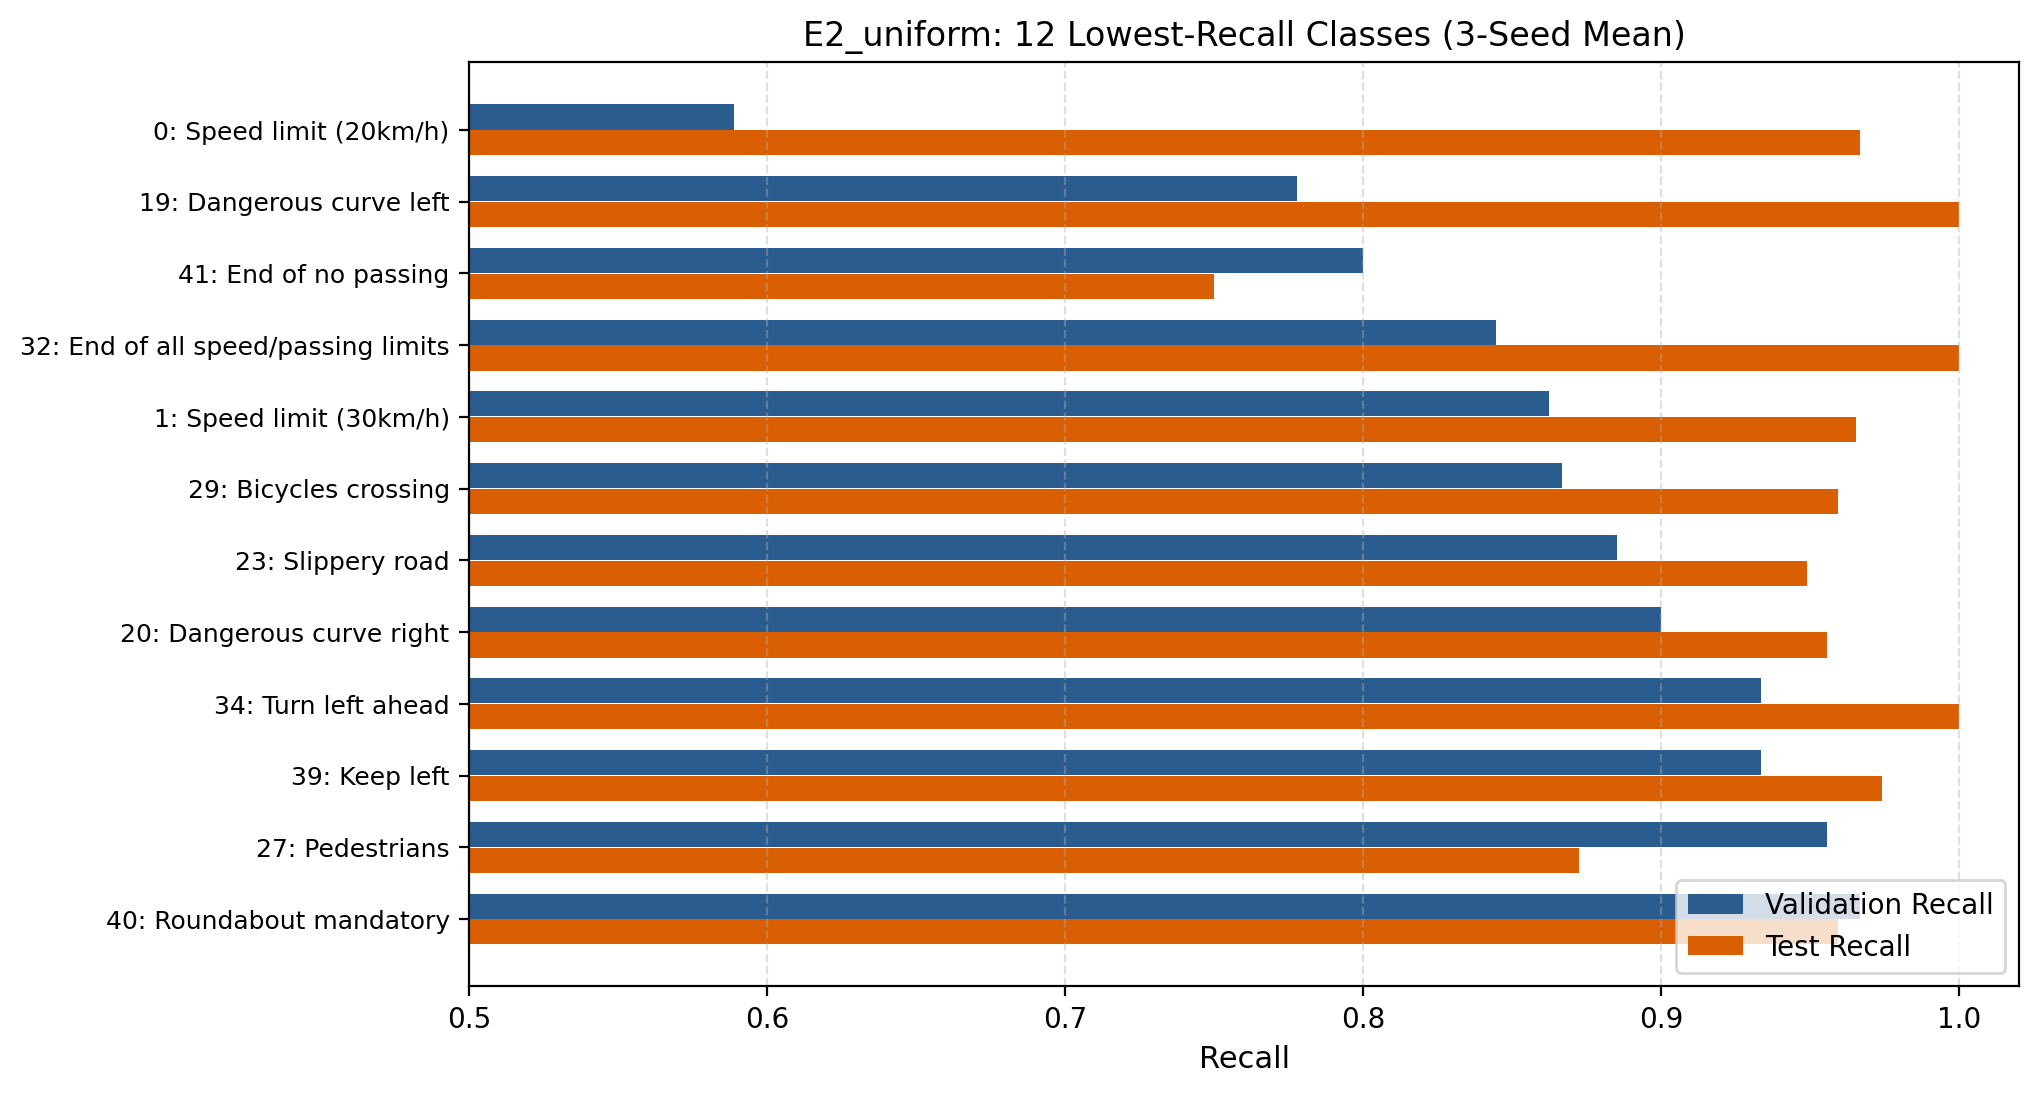 E2_uniform: 12 Lowest-Recall Classes (3-Seed Mean)
0: Speed limit (20km/h)
19: Dangerous curve left
41: End of no passing
32: End of all speed/passing limits
1: Speed limit (30km/h)
29: Bicycles crossing
23: Slippery road
20: Dangerous curve right
34: Turn left ahead
39: Keep left
27: Pedestrians
40: Roundabout mandatory
Validation Recall
Test Recall
0.5 0.6 0.7 0.8 0.9 1.0
Recall